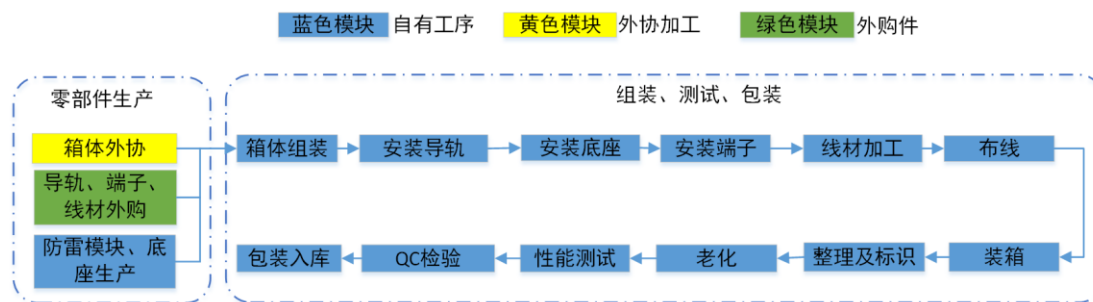 蓝色模块 自有工序 黄色模块 外协加工 绿色模块 外购件
零部件生产
组装、测试、包装
箱体外协
导轨、端子、
线材外购
防雷模块、底
座生产
箱体组装 安装导轨 安装底座 安装端子 线材加工 布线
包装入库 QC检验 性能测试 老化 整理及标识 装箱